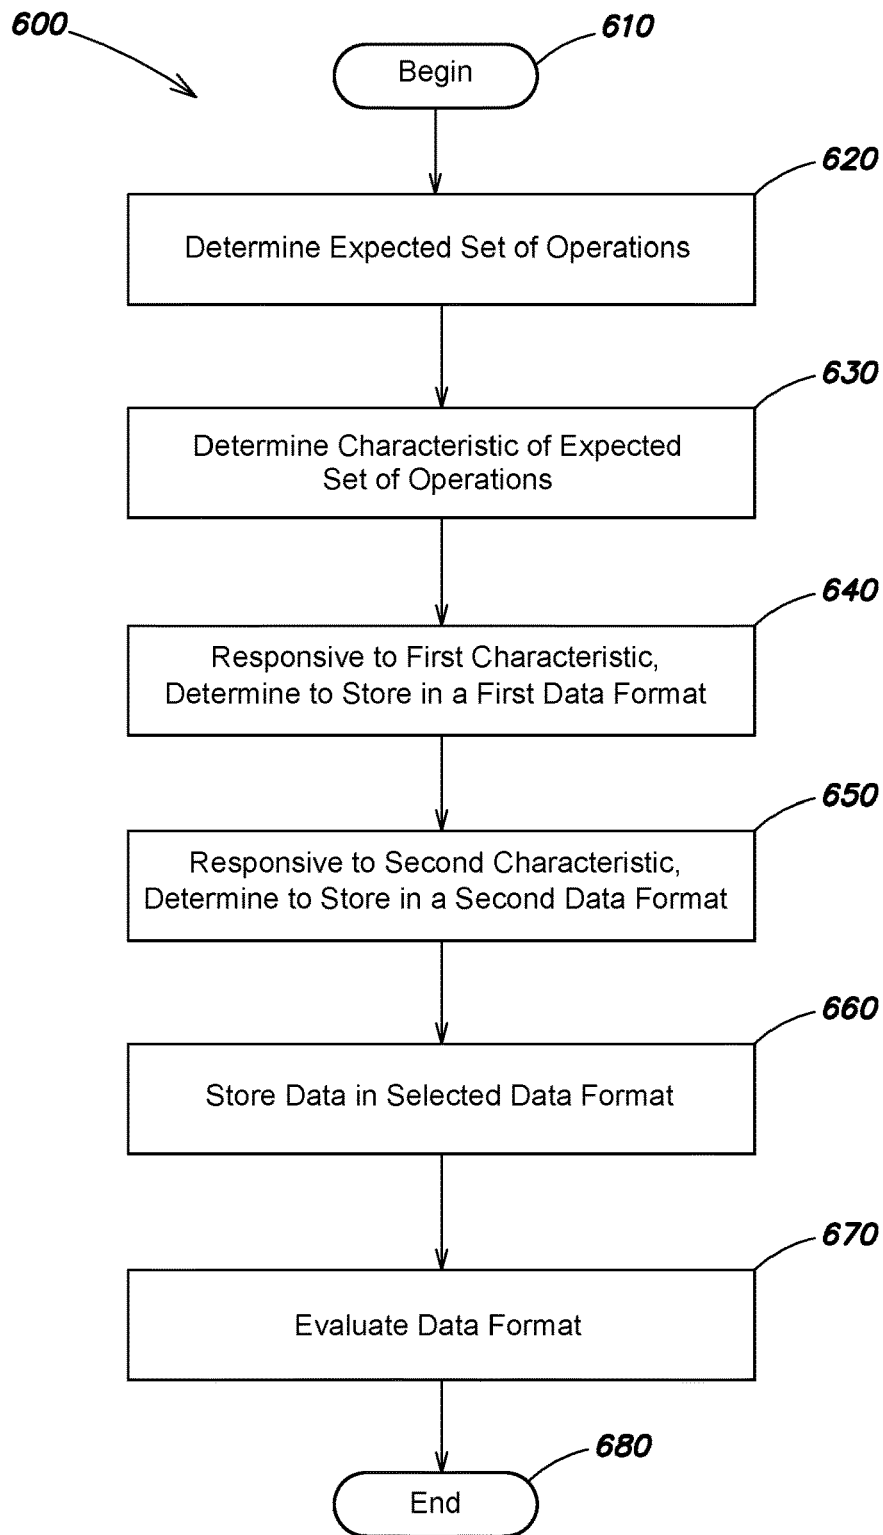 600
610
Begin
620
Determine Expected Set of Operations
630
Determine Characteristic of Expected
Set of Operations
640
Responsive to First Characteristic,
Determine to Store in a First Data Format
650
Responsive to Second Characteristic,
Determine to Store in a Second Data Format
660
Store Data in Selected Data Format
670
Evaluate Data Format
680
End